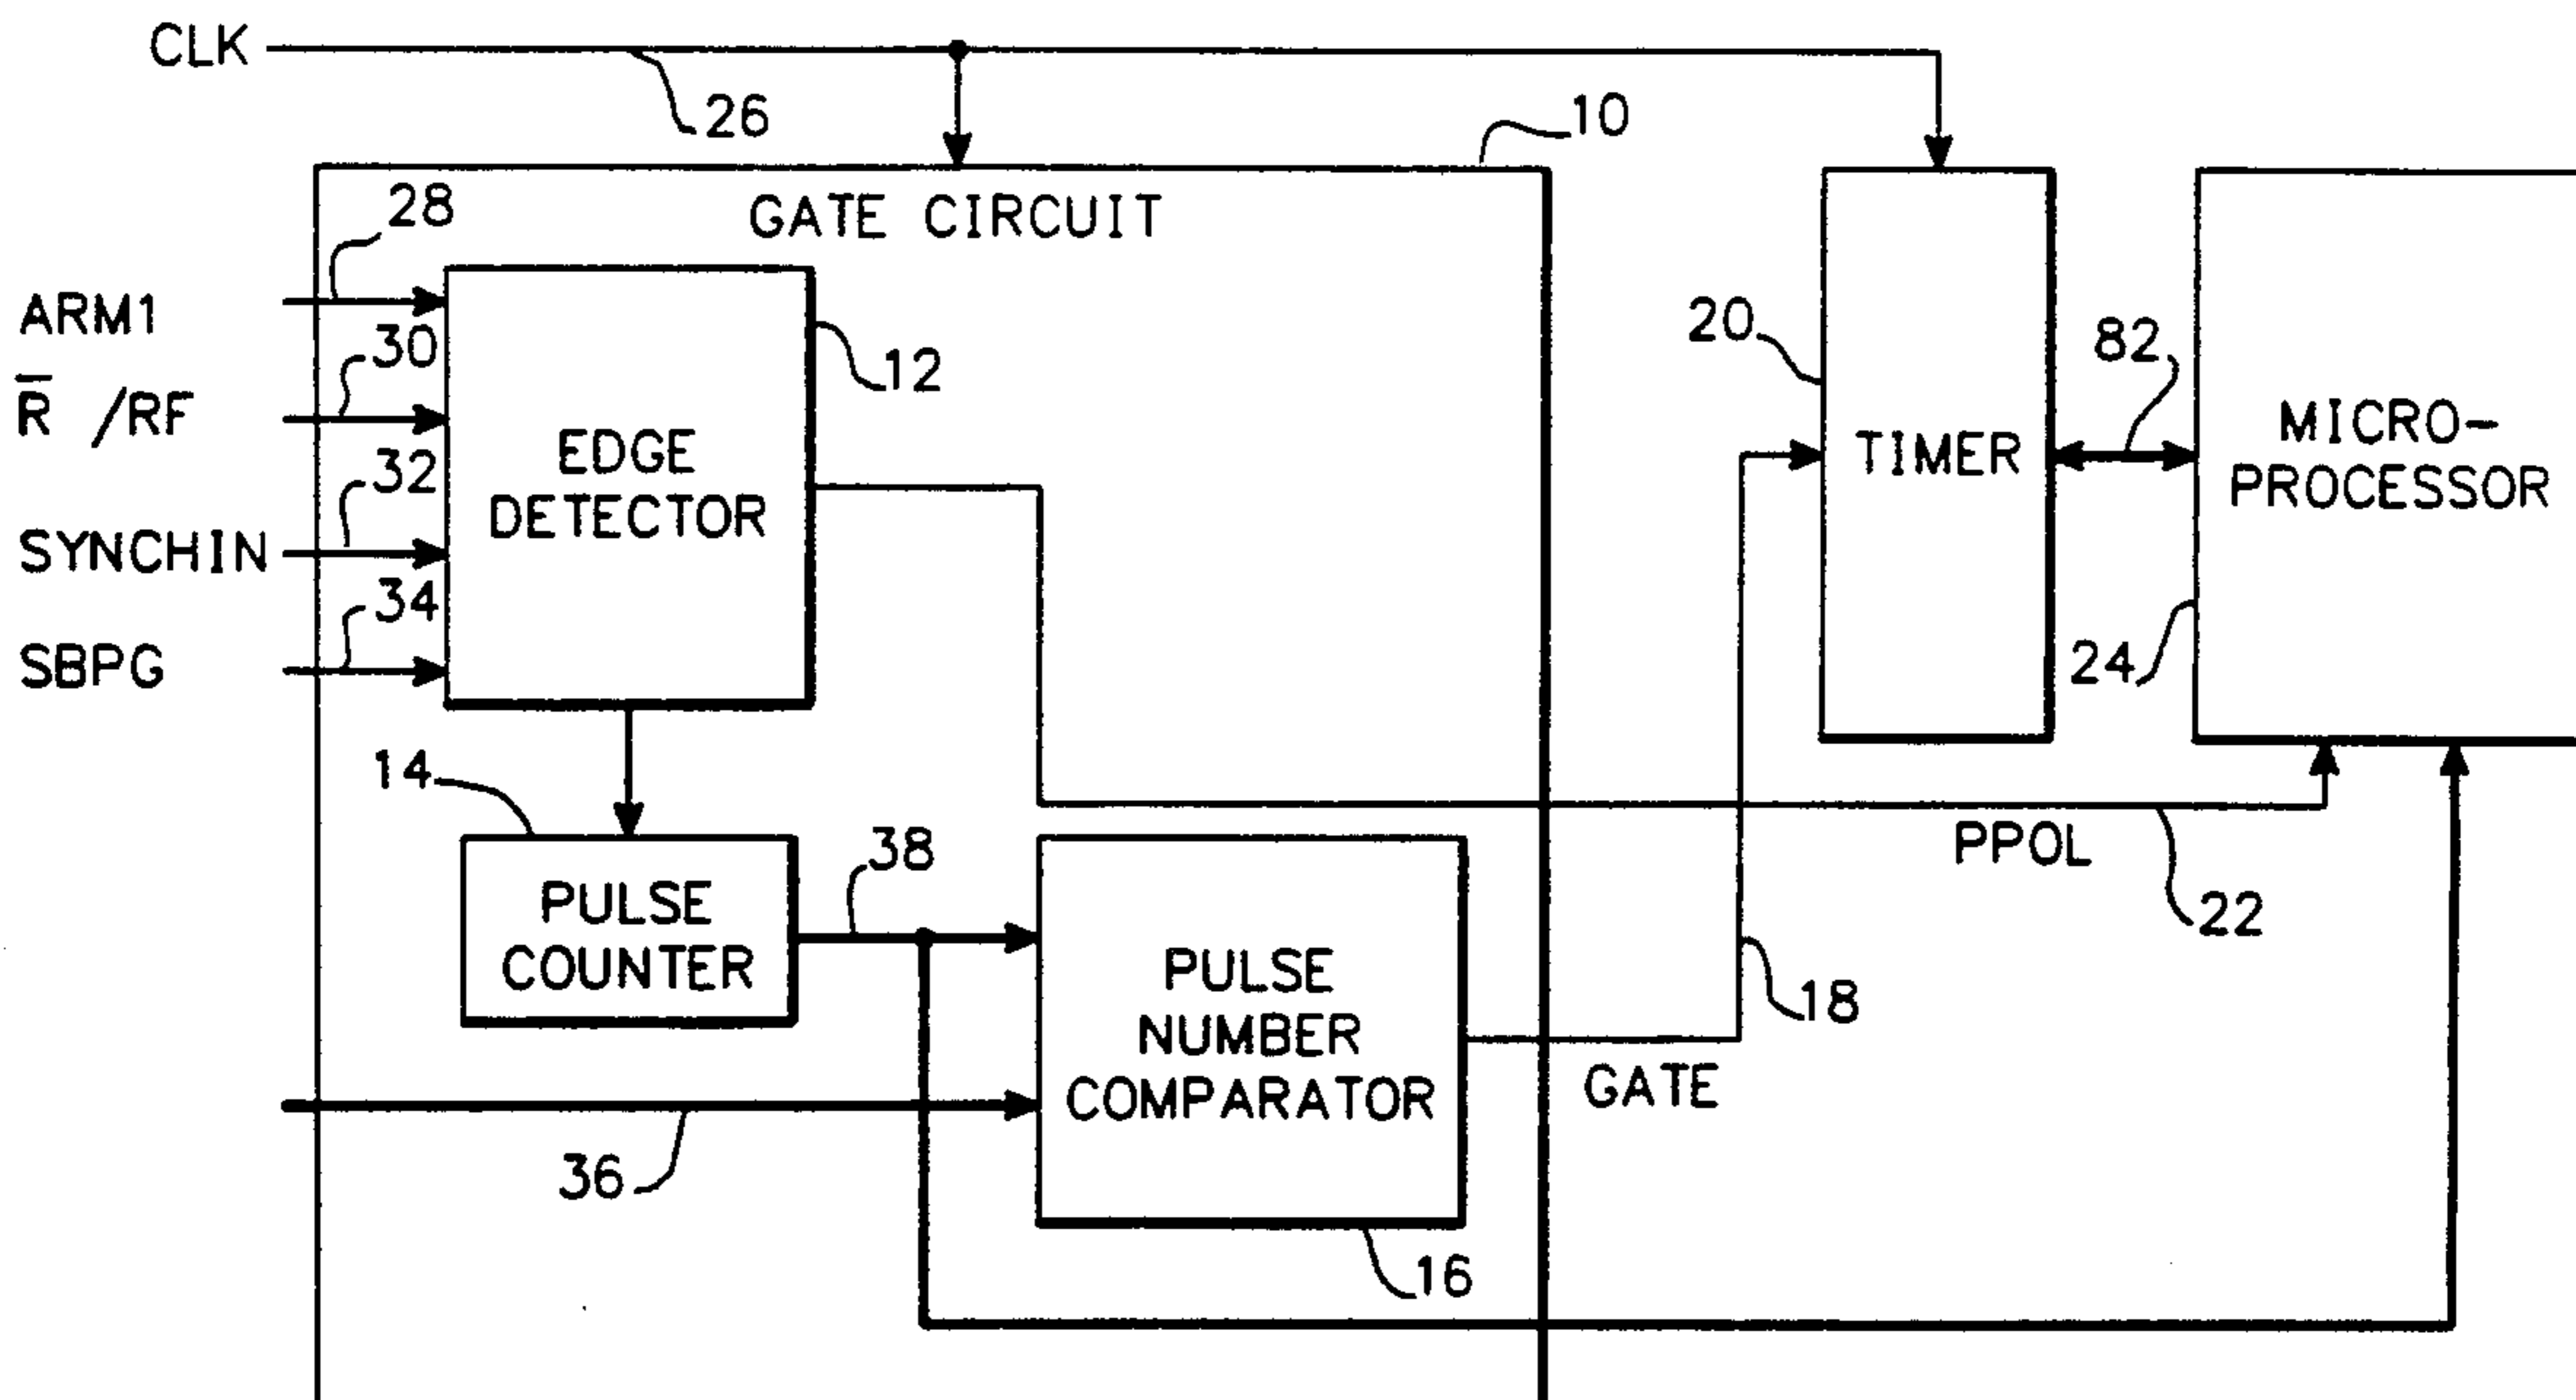 CLK
26
10
GATE CIRCUIT
28
ARM1
30
R̅ /RF
12
EDGE
DETECTOR
32
SYNCHIN
34
SBPG
20
TIMER
82
MICRO-
PROCESSOR
24
14
PULSE
COUNTER
38
PULSE
NUMBER
COMPARATOR
PPOL
22
18
GATE
36
16